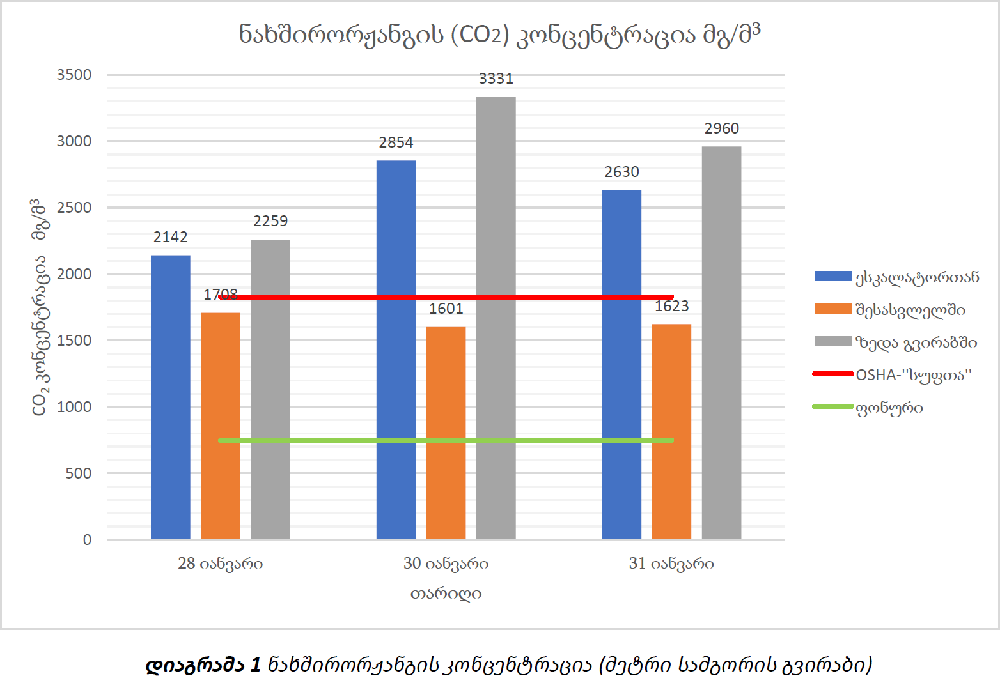 ნახშირორჟანგის (CO2) კონცენტრაცია მგ/მ³
3500
3000
2500
2000
1500
1000
500
0
CO₂ კონცენტრაცია მგ/მ³
2142
1708
2259
2854
1601
3331
2630
1623
2960
28 იანვარი
30 იანვარი
31 იანვარი
თარიღი
ესკალატორთან
შესასვლელში
ზედა გვირაბში
OSHA-"სუფთა"
ფონური
დიაგრამა 1 ნახშირორჟანგის კონცენტრაცია (მეტრი სამგორის გვირაბი)